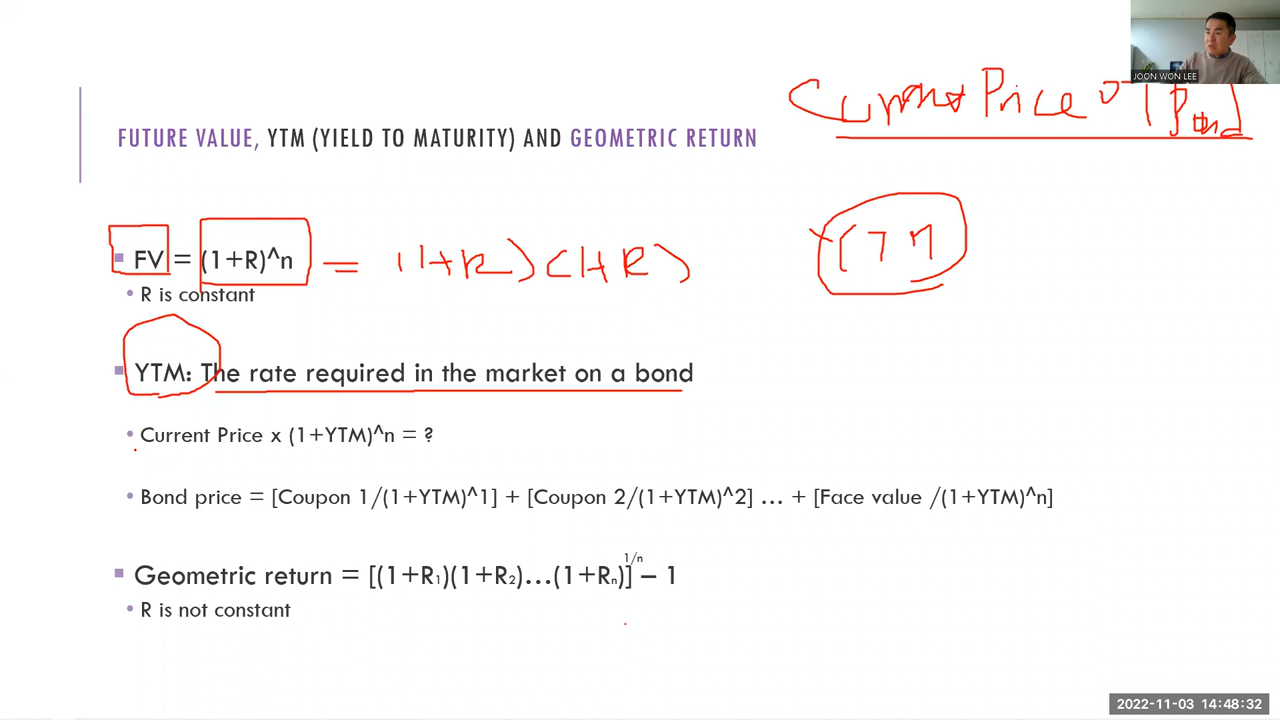 JOON WON LEE
Current Price of
FUTURE VALUE, YTM (YIELD TO MATURITY) AND GEOMETRIC RETURN
YTM
FV = (1+R)^n = (1+R)(1+R)
• R is constant
YTM: The rate required in the market on a bond
• Current Price x (1+YTM)^n = ?
• Bond price = [Coupon 1/(1+YTM)^1] + [Coupon 2/(1+YTM)^2] … + [Face value /(1+YTM)^n]
Geometric return = [(1+R₁)(1+R₂)…(1+Rₙ)]^1/n – 1
• R is not constant
2022-11-03 14:48:32